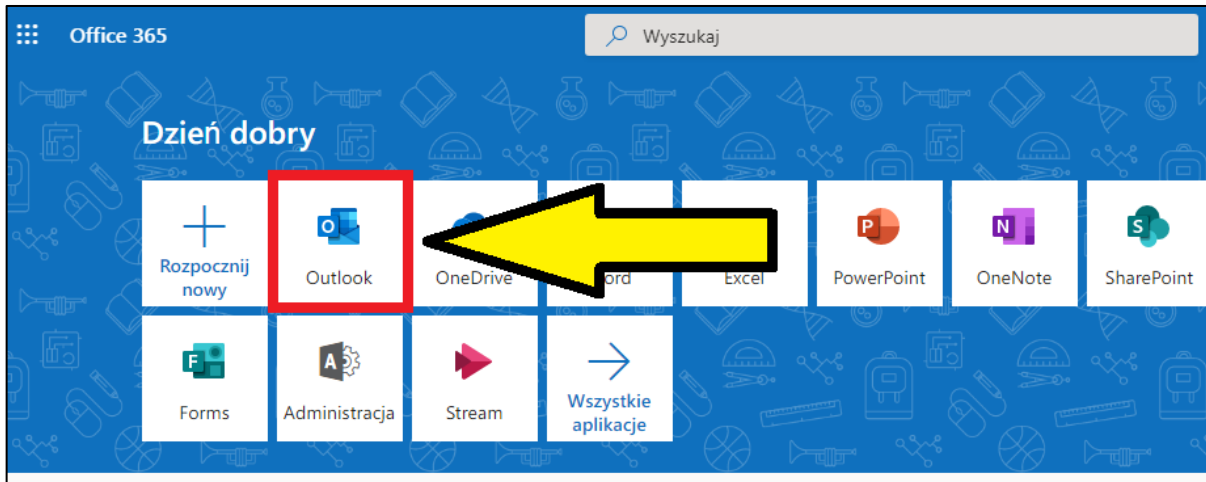 Office 365
Wyszukaj
Dzień dobry
Rozpocznij
nowy
Outlook
OneDrive
Excel
PowerPoint
OneNote
SharePoint
Forms
Administracja
Stream
Wszystkie
aplikacje